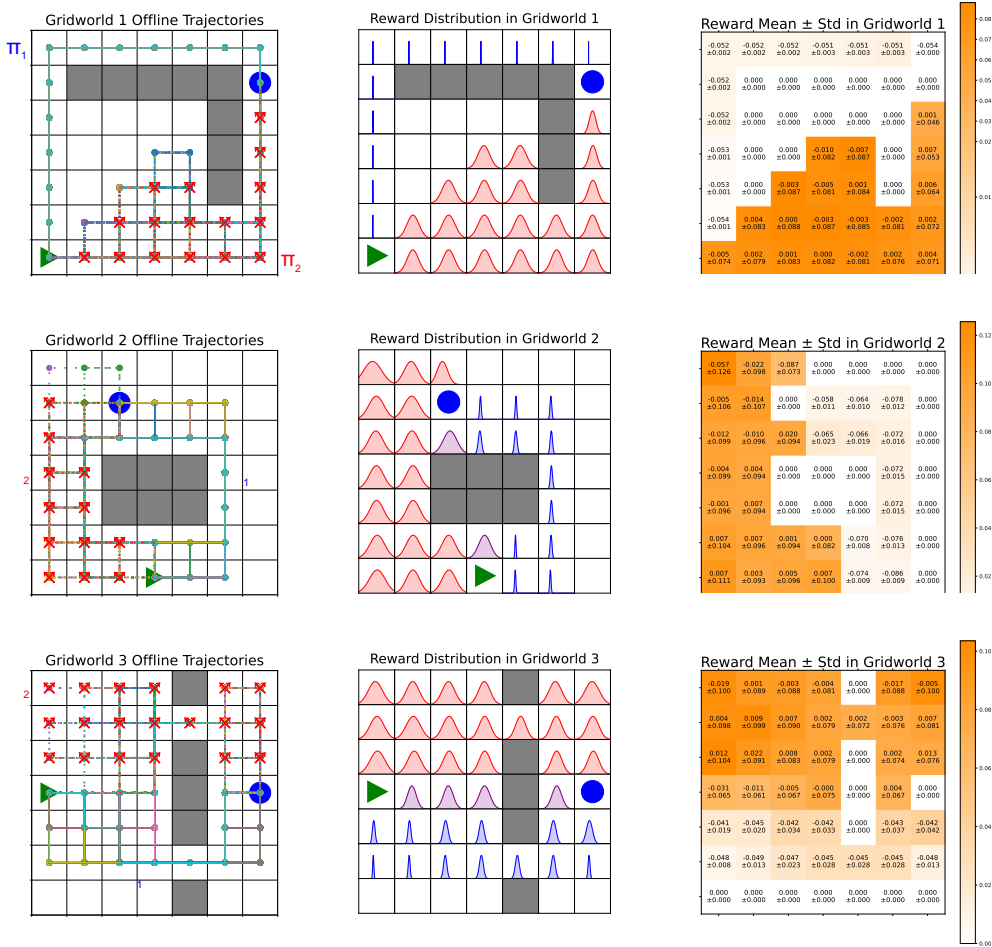 Gridworld 1 Offline Trajectories
π1
π2
Reward Distribution in Gridworld 1
Reward Mean ± Std in Gridworld 1
-0.052 -0.052 -0.052 -0.051 -0.051 -0.051 -0.054
±0.002 ±0.002 ±0.002 ±0.003 ±0.003 ±0.003 ±0.002
-0.052 0.000 0.000 0.000 0.000 0.000 0.000
±0.002 ±0.000 ±0.000 ±0.000 ±0.000 ±0.000 ±0.000
-0.052 0.000 0.000 0.000 0.000 0.000 0.001
±0.002 ±0.000 ±0.000 ±0.000 ±0.000 ±0.000 ±0.046
-0.053 0.000 0.000 -0.010 -0.007 0.000 0.007
±0.001 ±0.000 ±0.000 ±0.082 ±0.087 ±0.000 ±0.053
-0.053 0.000 -0.003 -0.005 0.001 0.000 0.006
±0.001 ±0.000 ±0.087 ±0.081 ±0.084 ±0.000 ±0.064
-0.054 0.004 0.000 -0.003 -0.003 -0.002 0.002
±0.001 ±0.083 ±0.088 ±0.087 ±0.085 ±0.081 ±0.072
-0.005 0.002 0.001 0.000 -0.002 0.002 0.004
±0.074 ±0.079 ±0.083 ±0.082 ±0.081 ±0.076 ±0.071
0.08
0.06
0.05
0.04
0.03
0.02
0.01
Gridworld 2 Offline Trajectories
2
1
Reward Distribution in Gridworld 2
Reward Mean ± Std in Gridworld 2
-0.057 -0.022 -0.087 0.000 0.000 0.000 0.000
±0.126 ±0.098 ±0.073 ±0.000 ±0.000 ±0.000 ±0.000
-0.005 -0.014 0.000 -0.058 -0.064 -0.078 0.000
±0.106 ±0.107 ±0.000 ±0.011 ±0.010 ±0.012 ±0.000
-0.012 -0.010 0.020 -0.065 -0.066 -0.072 0.000
±0.099 ±0.096 ±0.094 ±0.023 ±0.019 ±0.016 ±0.000
-0.004 0.004 0.000 0.000 0.000 -0.072 0.000
±0.099 ±0.094 ±0.000 ±0.000 ±0.000 ±0.015 ±0.000
-0.001 0.007 0.000 0.000 0.000 -0.072 0.000
±0.096 ±0.094 ±0.000 ±0.000 ±0.000 ±0.015 ±0.000
0.007 0.007 0.001 0.000 -0.070 -0.076 0.000
±0.104 ±0.096 ±0.094 ±0.082 ±0.008 ±0.013 ±0.000
0.007 0.003 0.005 0.007 -0.074 -0.086 0.000
±0.111 ±0.093 ±0.096 ±0.100 ±0.009 ±0.009 ±0.000
0.12
0.10
0.08
0.06
0.04
0.02
Gridworld 3 Offline Trajectories
2
1
Reward Distribution in Gridworld 3
Reward Mean ± Std in Gridworld 3
-0.019 0.001 -0.003 -0.004 0.000 -0.017 -0.005
±0.100 ±0.089 ±0.088 ±0.081 ±0.000 ±0.088 ±0.100
0.004 0.009 0.007 0.002 0.002 -0.003 0.007
±0.098 ±0.099 ±0.090 ±0.079 ±0.072 ±0.076 ±0.081
0.012 0.022 0.008 0.002 0.000 0.002 0.013
±0.104 ±0.091 ±0.083 ±0.079 ±0.000 ±0.074 ±0.076
-0.031 -0.011 -0.005 -0.000 0.000 0.004 0.000
±0.065 ±0.061 ±0.067 ±0.075 ±0.000 ±0.067 ±0.000
-0.041 -0.045 -0.042 -0.042 0.000 -0.043 -0.042
±0.019 ±0.020 ±0.034 ±0.033 ±0.000 ±0.037 ±0.042
-0.048 -0.049 -0.047 -0.045 -0.045 -0.045 -0.048
±0.008 ±0.013 ±0.023 ±0.028 ±0.028 ±0.028 ±0.013
0.000 0.000 0.000 0.000 0.000 0.000 0.000
±0.000 ±0.000 ±0.000 ±0.000 ±0.000 ±0.000 ±0.000
0.10
0.08
0.06
0.04
0.02
0.00